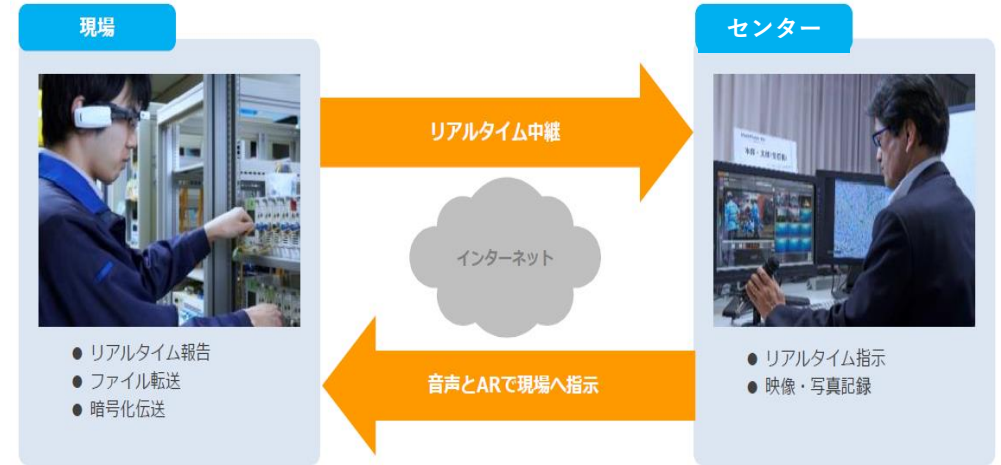 現場
センター
リアルタイム中継
インターネット
音声とARで現場へ指示
● リアルタイム報告
● ファイル転送
● 暗号化伝送
● リアルタイム指示
● 映像・写真記録